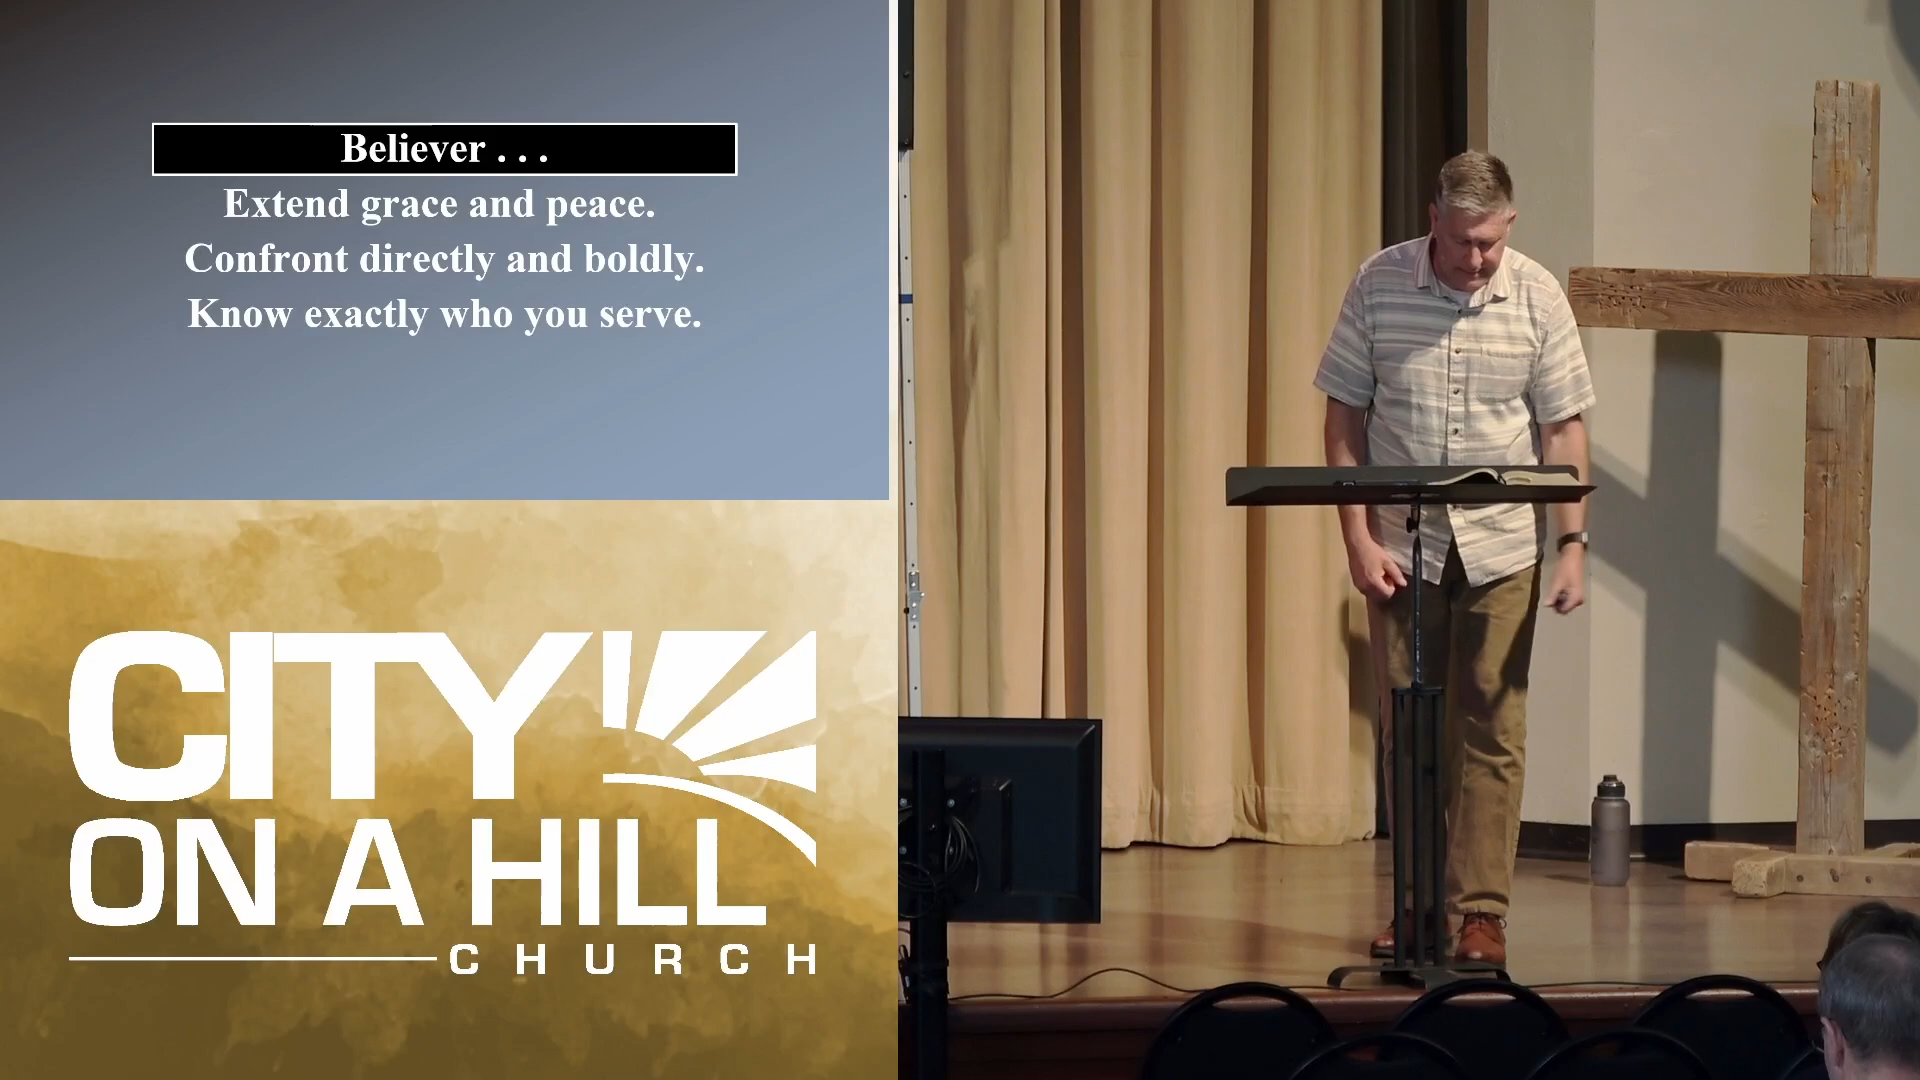 Believer . . .
Extend grace and peace.
Confront directly and boldly.
Know exactly who you serve.
CITY
ON A HILL
CHURCH